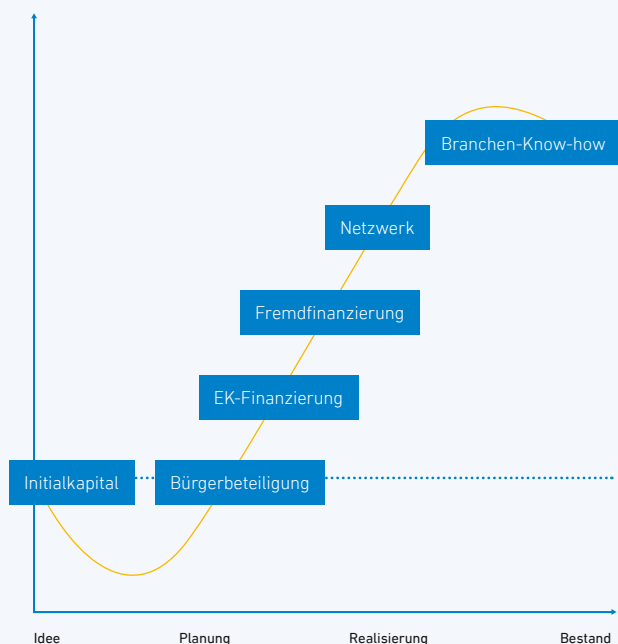 Branchen-Know-how
Netzwerk
Fremdfinanzierung
EK-Finanzierung
Initialkapital
Bürgerbeteiligung
Idee
Planung
Realisierung
Bestand